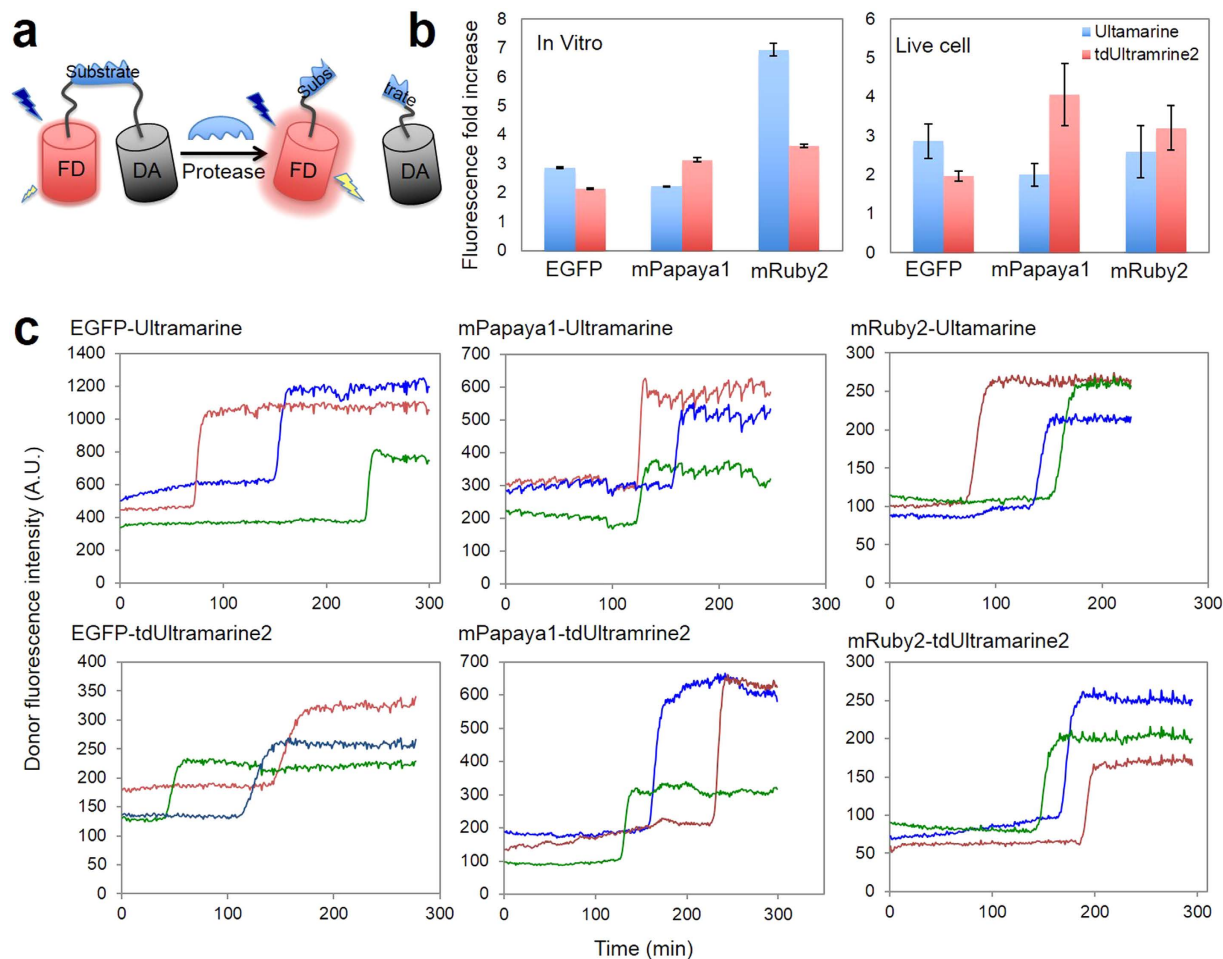 a
Substrate
FD
DA
Protease
Subs
trate
FD
DA
b
Fluorescence fold increase
8
7
6
5
4
3
2
1
0
In Vitro
EGFP mPapaya1 mRuby2
6
5
4
3
2
1
0
Live cell
Ultamarine
tdUltramrine2
EGFP mPapaya1 mRuby2
c
Donor fluorescence intensity (A.U.)
EGFP-Ultramarine
1400
1200
1000
800
600
400
200
0
0 100 200 300
mPapaya1-Ultramarine
700
600
500
400
300
200
100
0
0 100 200 300
mRuby2-Ultamarine
300
250
200
150
100
50
0
0 100 200 300
EGFP-tdUltramarine2
400
350
300
250
200
150
100
50
0
0 100 200 300
mPapaya1-tdUltramrine2
700
600
500
400
300
200
100
0
0 100 200 300
mRuby2-tdUltramarine2
300
250
200
150
100
50
0
0 100 200 300
Time (min)